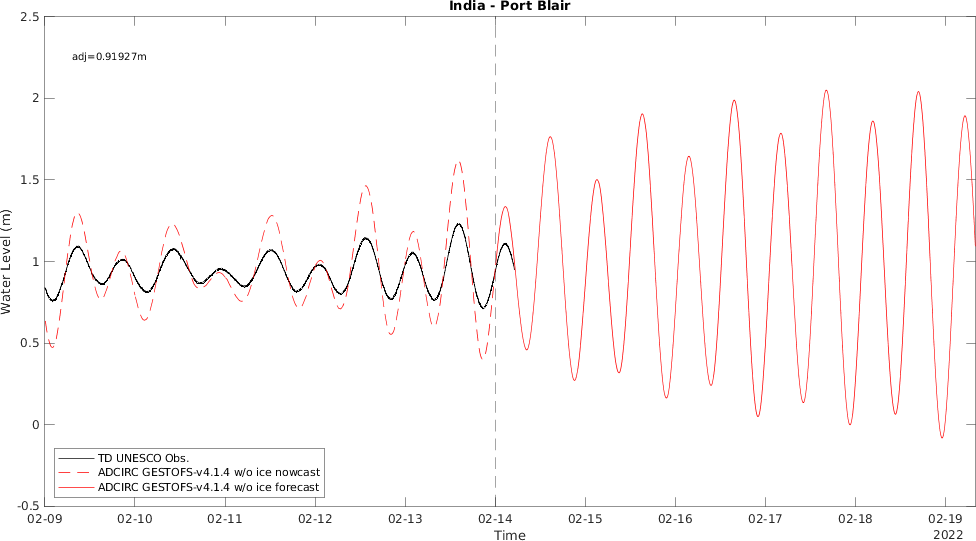 India - Port Blair
adj=0.91927m
Water Level (m)
2.5
2
1.5
1
0.5
0
-0.5
TD UNESCO Obs.
ADCIRC GESTOFS-v4.1.4 w/o ice nowcast
ADCIRC GESTOFS-v4.1.4 w/o ice forecast
02-09 02-10 02-11 02-12 02-13 02-14 02-15 02-16 02-17 02-18 02-19
Time
2022